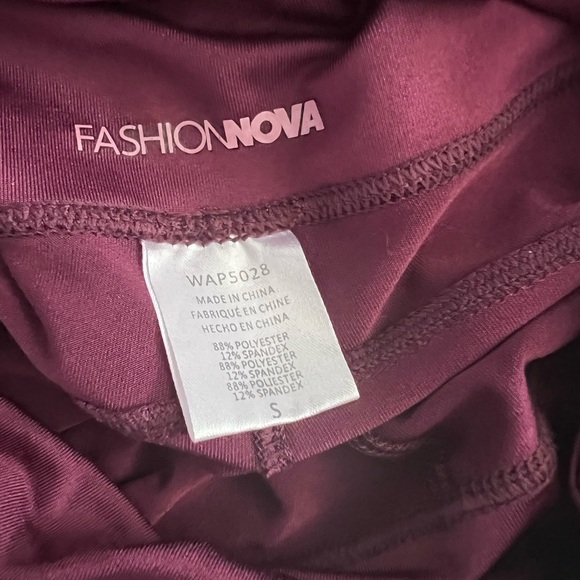 FASHIONNOVA
WAP5028
MADE IN CHINA
FABRIQUÉ EN CHINE
HECHO EN CHINA
88% POLYESTER
12% SPANDEX
88% POLYESTER
12% SPANDEX
88% POLIESTER
12% SPANDEX
S